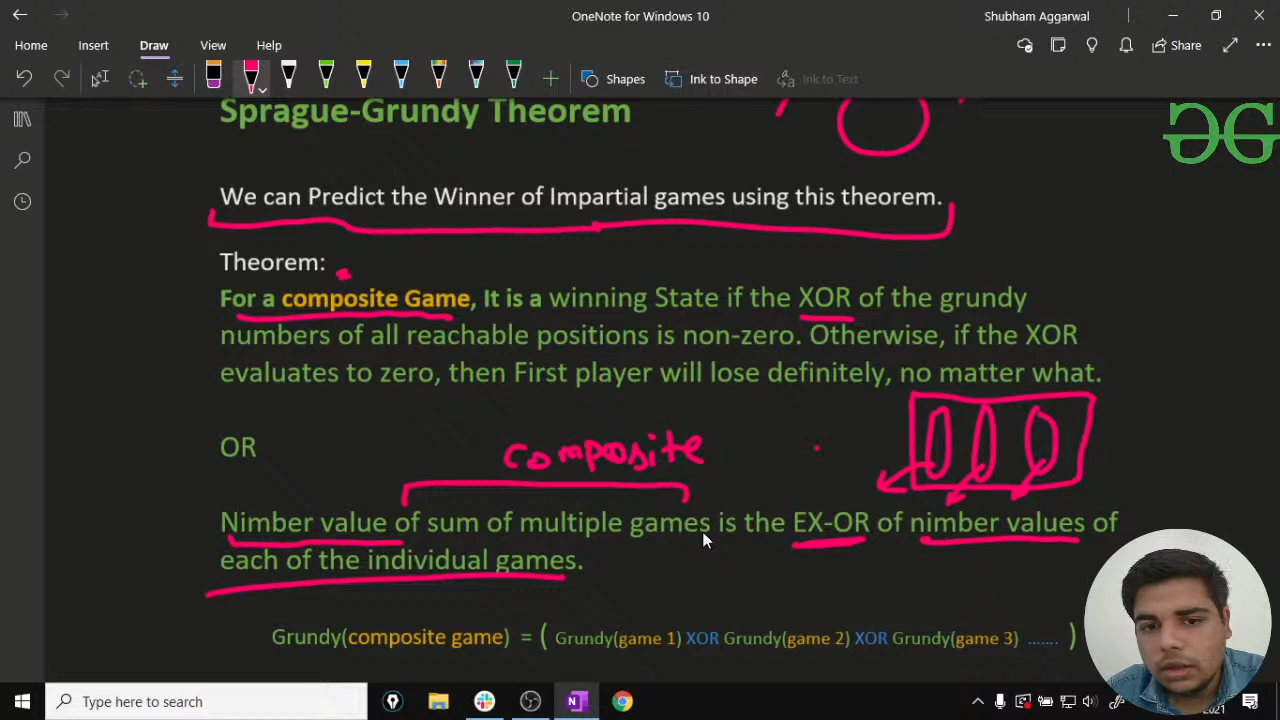 OneNote for Windows 10
Shubham Aggarwal
Home Insert Draw View Help
Share
Shapes Ink to Shape Ink to Text
Sprague-Grundy Theorem
We can Predict the Winner of Impartial games using this theorem.
Theorem:
For a composite Game, It is a winning State if the XOR of the grundy
numbers of all reachable positions is non-zero. Otherwise, if the XOR
evaluates to zero, then First player will lose definitely, no matter what.
OR
composite
Nimber value of sum of multiple games is the EX-OR of nimber values of
each of the individual games.
Grundy(composite game) = ( Grundy(game 1) XOR Grundy(game 2) XOR Grundy(game 3) ....... )
Type here to search